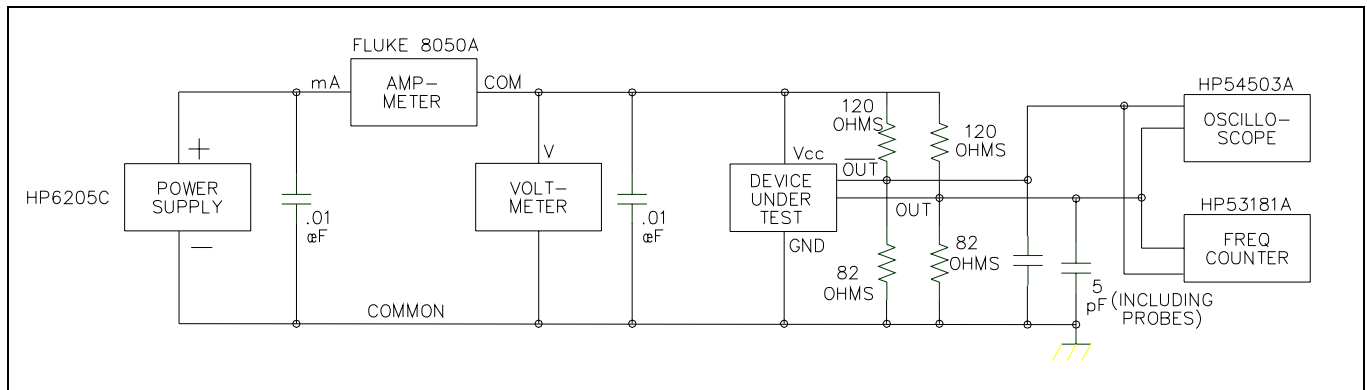 FLUKE 8050A
mA
AMP-
METER
COM
HP6205C
+
POWER
SUPPLY
—
.01
œF
V
VOLT-
METER
.01
œF
COMMON
Vcc
DEVICE
UNDER
TEST
GND
120
OHMS
120
OHMS
OUT
OUT
82
OHMS
82
OHMS
5
pF (INCLUDING
PROBES)
HP54503A
OSCILLO-
SCOPE
HP53181A
FREQ
COUNTER